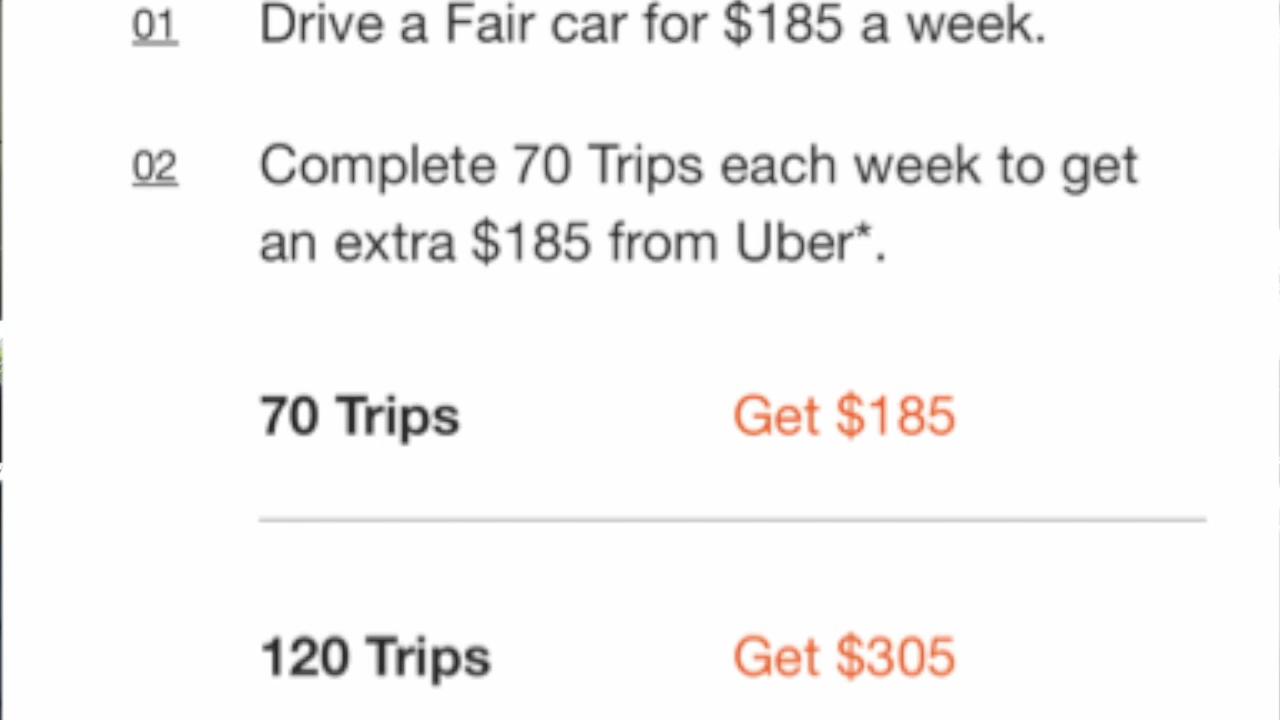 01 Drive a Fair car for $185 a week.
02 Complete 70 Trips each week to get
an extra $185 from Uber*.
70 Trips Get $185
120 Trips Get $305